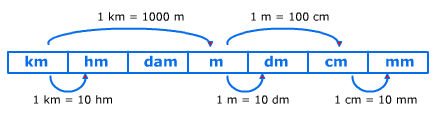 1 km = 1000 m 1 m = 100 cm
km hm dam m dm cm mm
1 km = 10 hm 1 m = 10 dm 1 cm = 10 mm